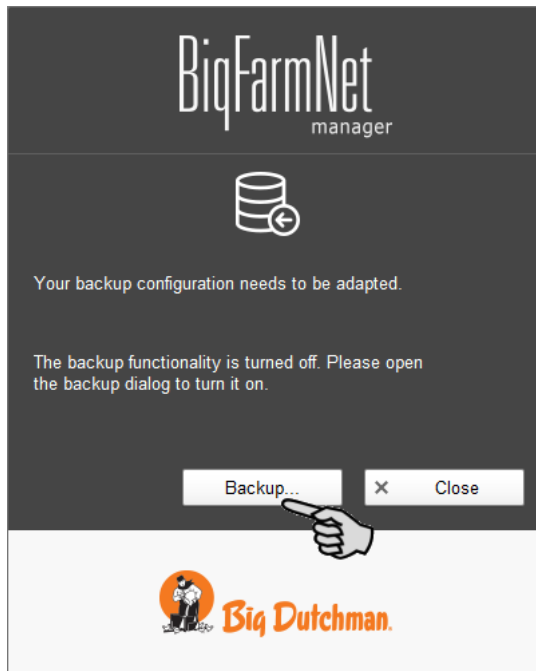 BigFarmNet
manager
Your backup configuration needs to be adapted.
The backup functionality is turned off. Please open
the backup dialog to turn it on.
Backup...
Close
Big Dutchman.